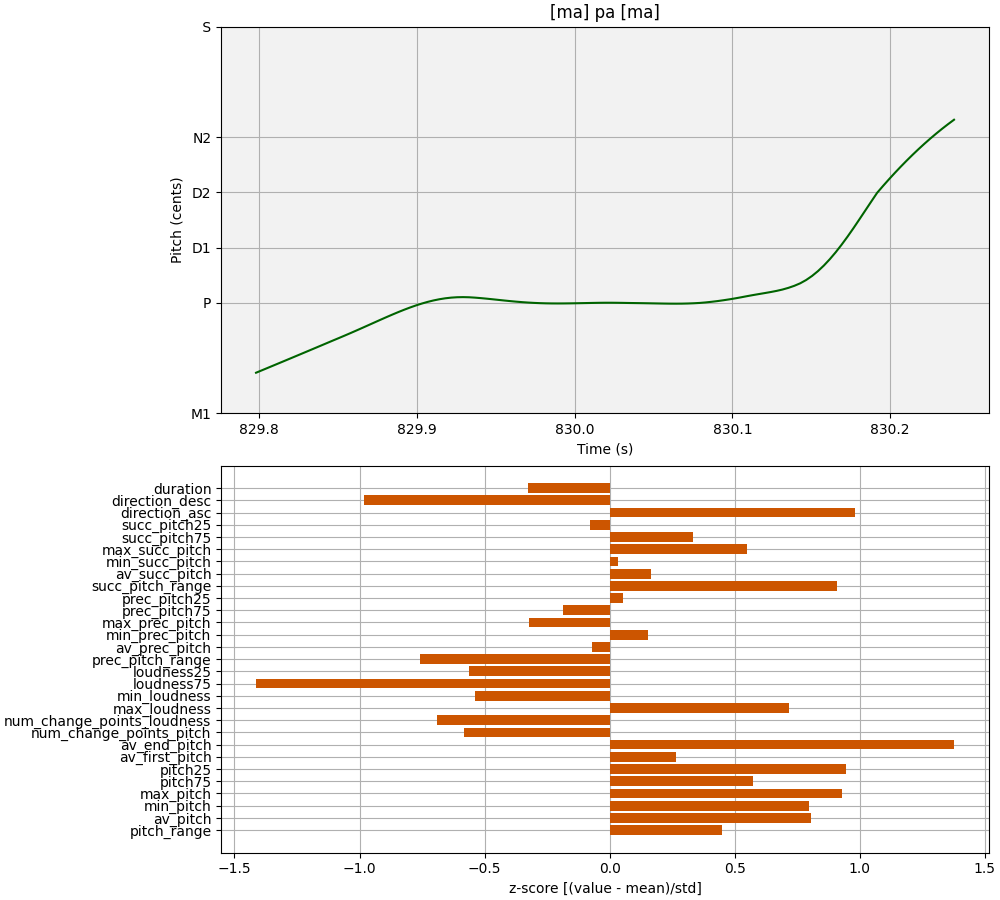 [ma] pa [ma]
S
N2
D2
D1
P
M1
Pitch (cents)
829.8 829.9 830.0 830.1 830.2
Time (s)
duration
direction_desc
direction_asc
succ_pitch25
succ_pitch75
max_succ_pitch
min_succ_pitch
av_succ_pitch
succ_pitch_range
prec_pitch25
prec_pitch75
max_prec_pitch
min_prec_pitch
av_prec_pitch
prec_pitch_range
loudness25
loudness75
min_loudness
max_loudness
num_change_points_loudness
num_change_points_pitch
av_end_pitch
av_first_pitch
pitch25
pitch75
max_pitch
min_pitch
av_pitch
pitch_range
−1.5 −1.0 −0.5 0.0 0.5 1.0 1.5
z-score [(value - mean)/std]